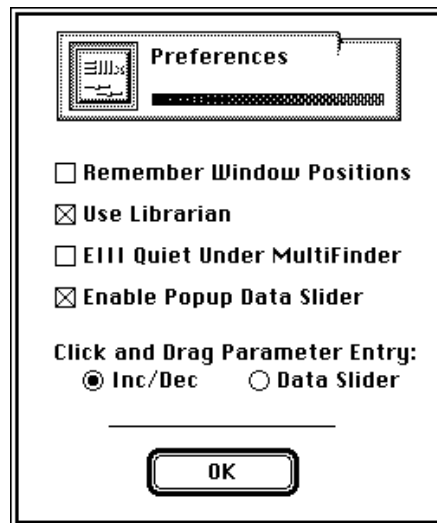 EIIIx
Preferences
Remember Window Positions
Use Librarian
EIII Quiet Under MultiFinder
Enable Popup Data Slider
Click and Drag Parameter Entry:
Inc/Dec Data Slider
OK